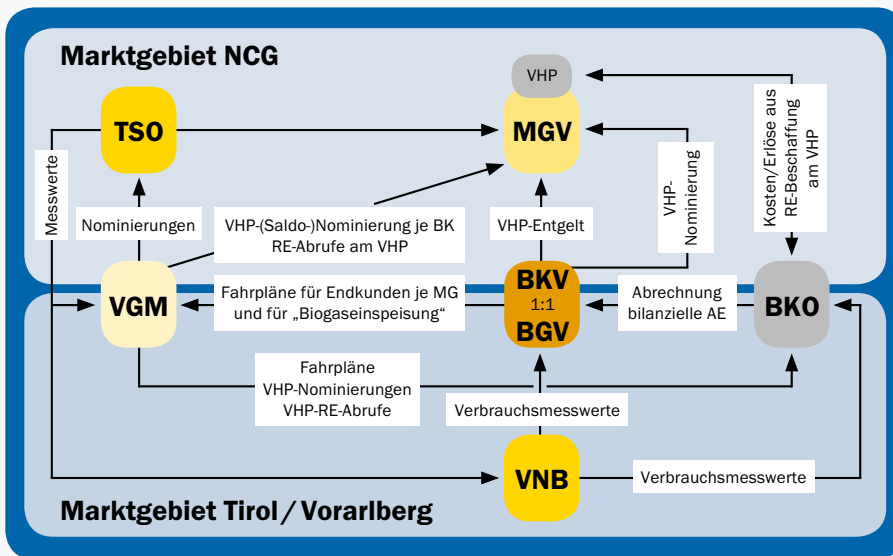 Marktgebiet NCG
VHP
TSO
MGV
Messwerte
Nominierungen
VHP-(Saldo-)Nominierung je BK
RE-Abrufe am VHP
VHP-Entgelt
VHP-
Nominierung
Kosten/Erlöse aus
RE-Beschaffung
am VHP
VGM
Fahrpläne für Endkunden je MG
und für „Biogaseinspeisung“
BKV
1:1
BGV
Abrechnung
bilanzielle AE
BKO
Fahrpläne
VHP-Nominierungen
VHP-RE-Abrufe
Verbrauchsmesswerte
VNB
Verbrauchsmesswerte
Marktgebiet Tirol / Vorarlberg